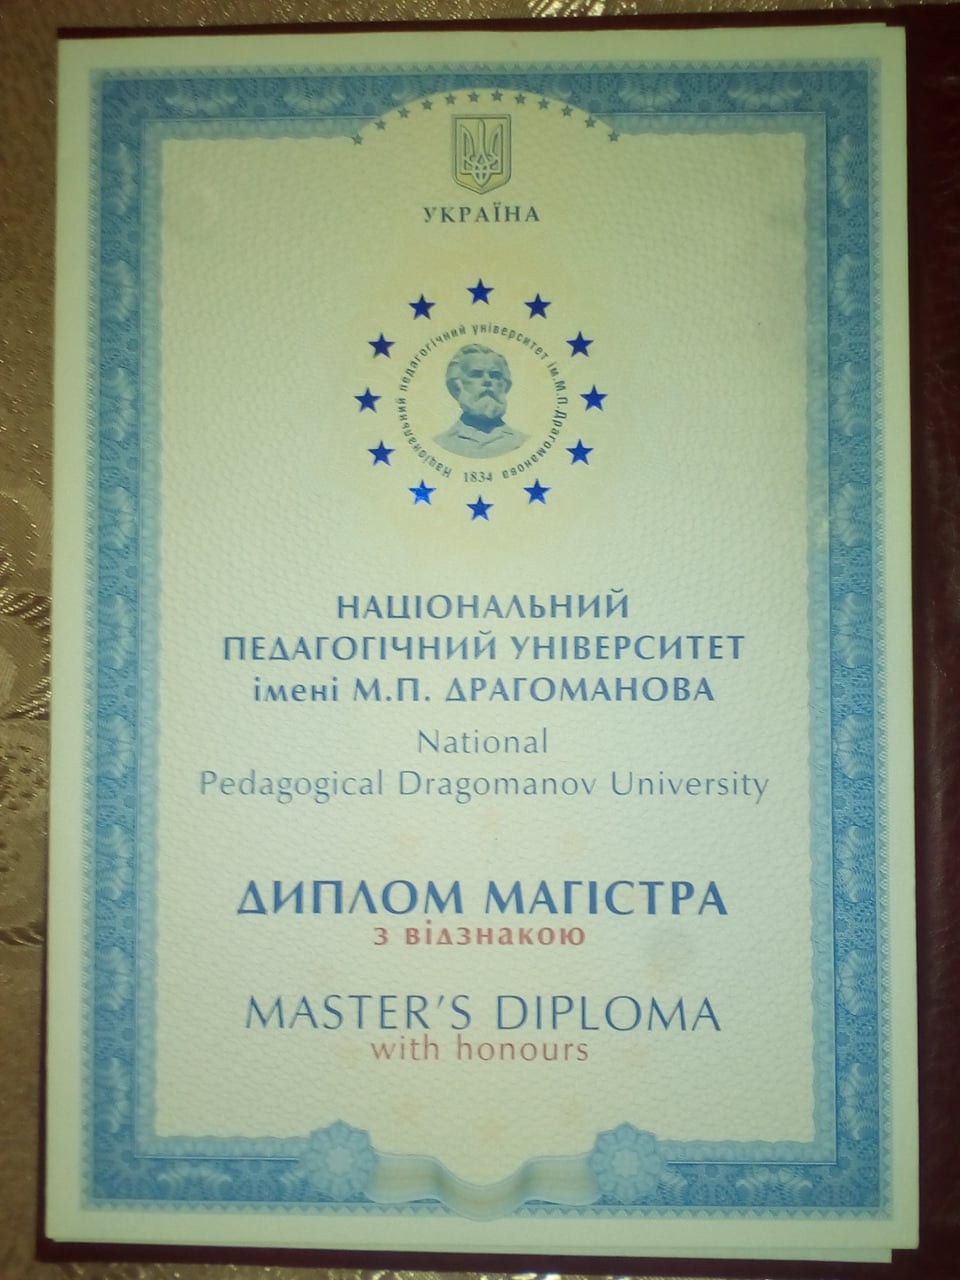 УКРАЇНА
Національний педагогічний університет ім.М.П.Драгоманова
1834
НАЦІОНАЛЬНИЙ
ПЕДАГОГІЧНИЙ УНІВЕРСИТЕТ
імені М.П. ДРАГОМАНОВА
National
Pedagogical Dragomanov University
ДИПЛОМ МАГІСТРА
з відзнакою
MASTER'S DIPLOMA
with honours